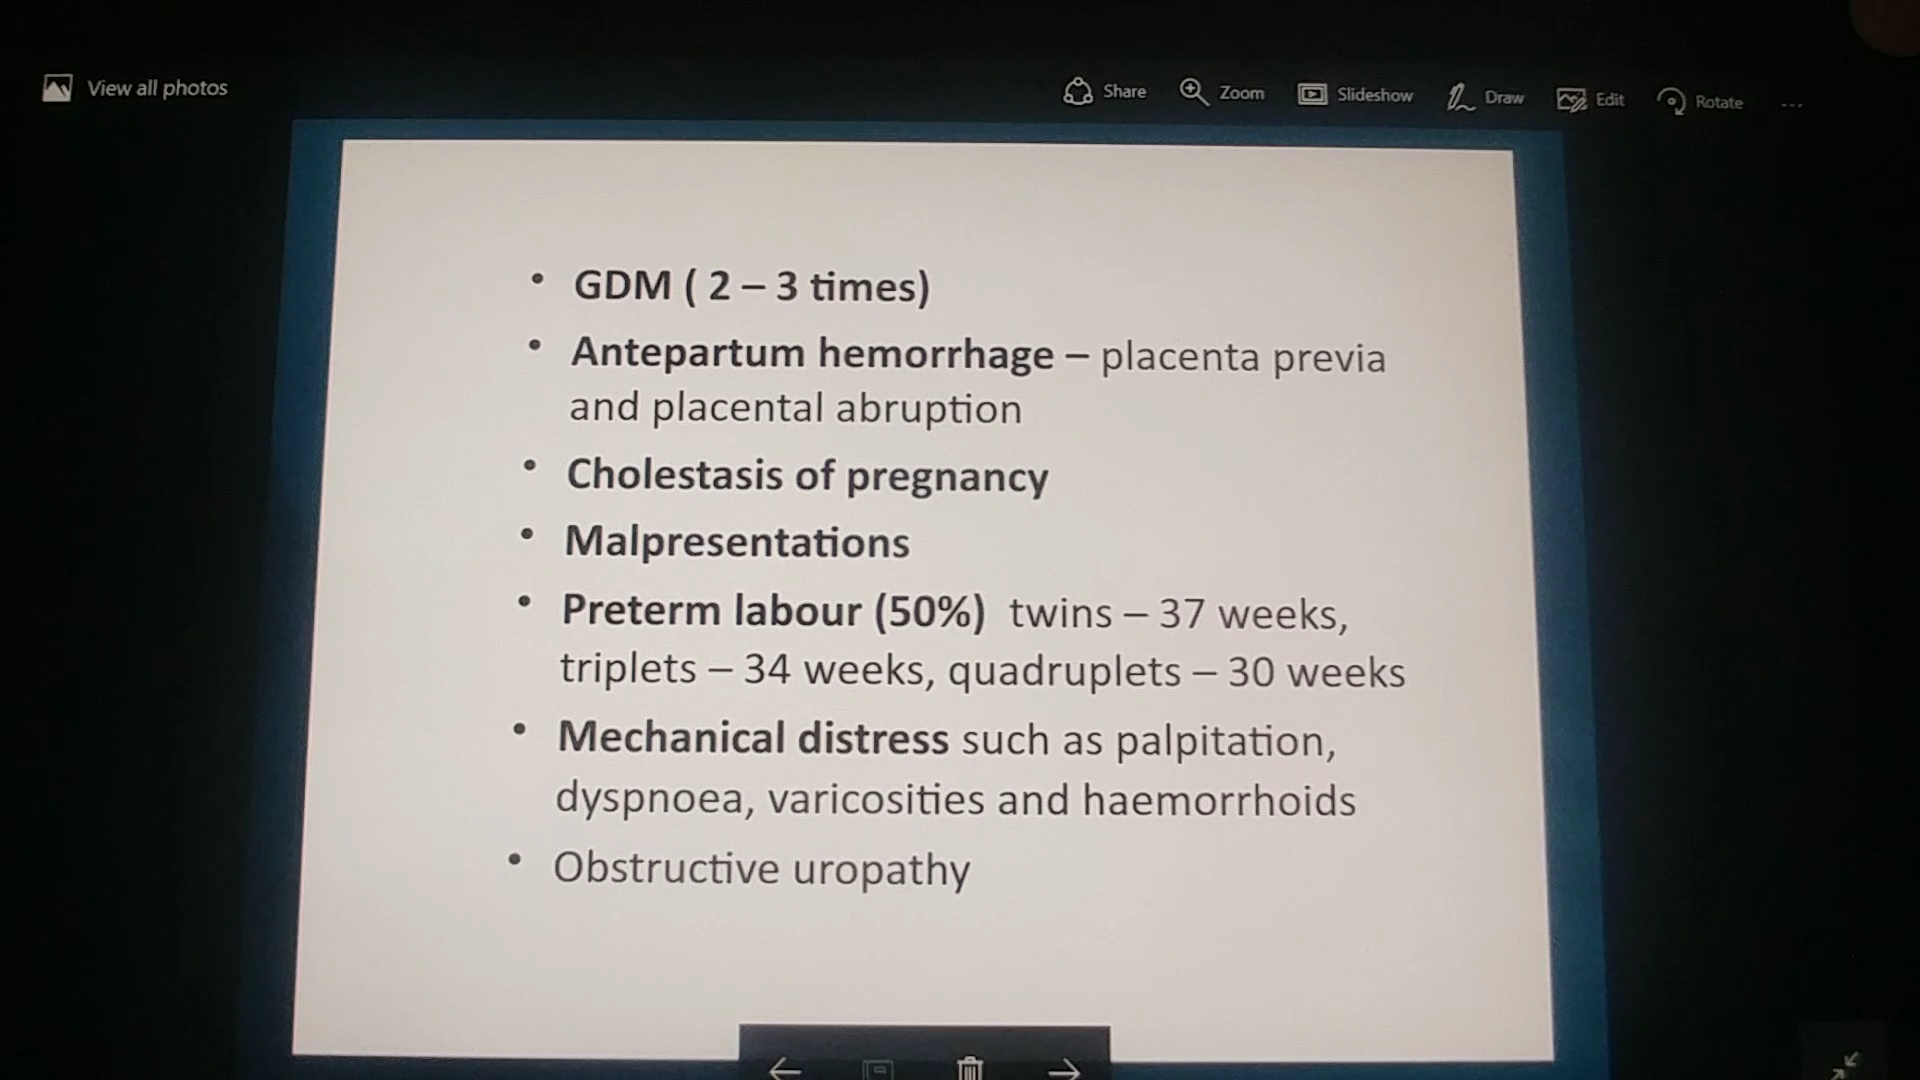 View all photos
Share Zoom Slideshow Draw Edit Rotate ...
• GDM ( 2 – 3 times)
• Antepartum hemorrhage – placenta previa
and placental abruption
• Cholestasis of pregnancy
• Malpresentations
• Preterm labour (50%) twins – 37 weeks,
triplets – 34 weeks, quadruplets – 30 weeks
• Mechanical distress such as palpitation,
dyspnoea, varicosities and haemorrhoids
• Obstructive uropathy